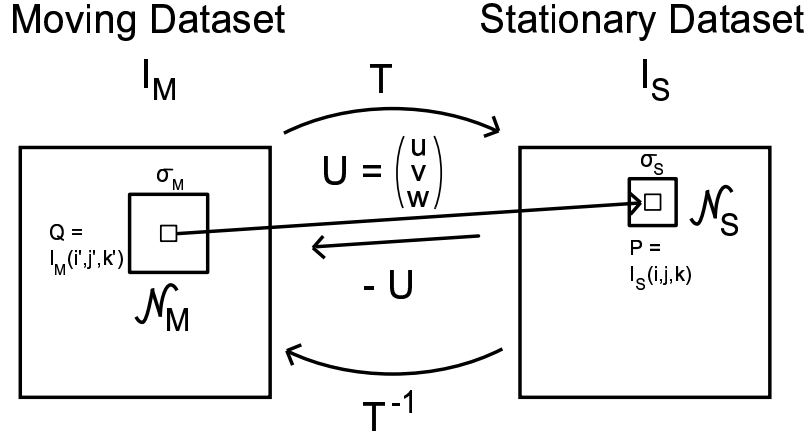 Moving Dataset
Stationary Dataset
I_M
T
I_S
U = (u v w)
σ_M
σ_S
Q =
I_M(i',j',k')
𝒩_M
𝒩_S
P =
I_S(i,j,k)
- U
T^-1